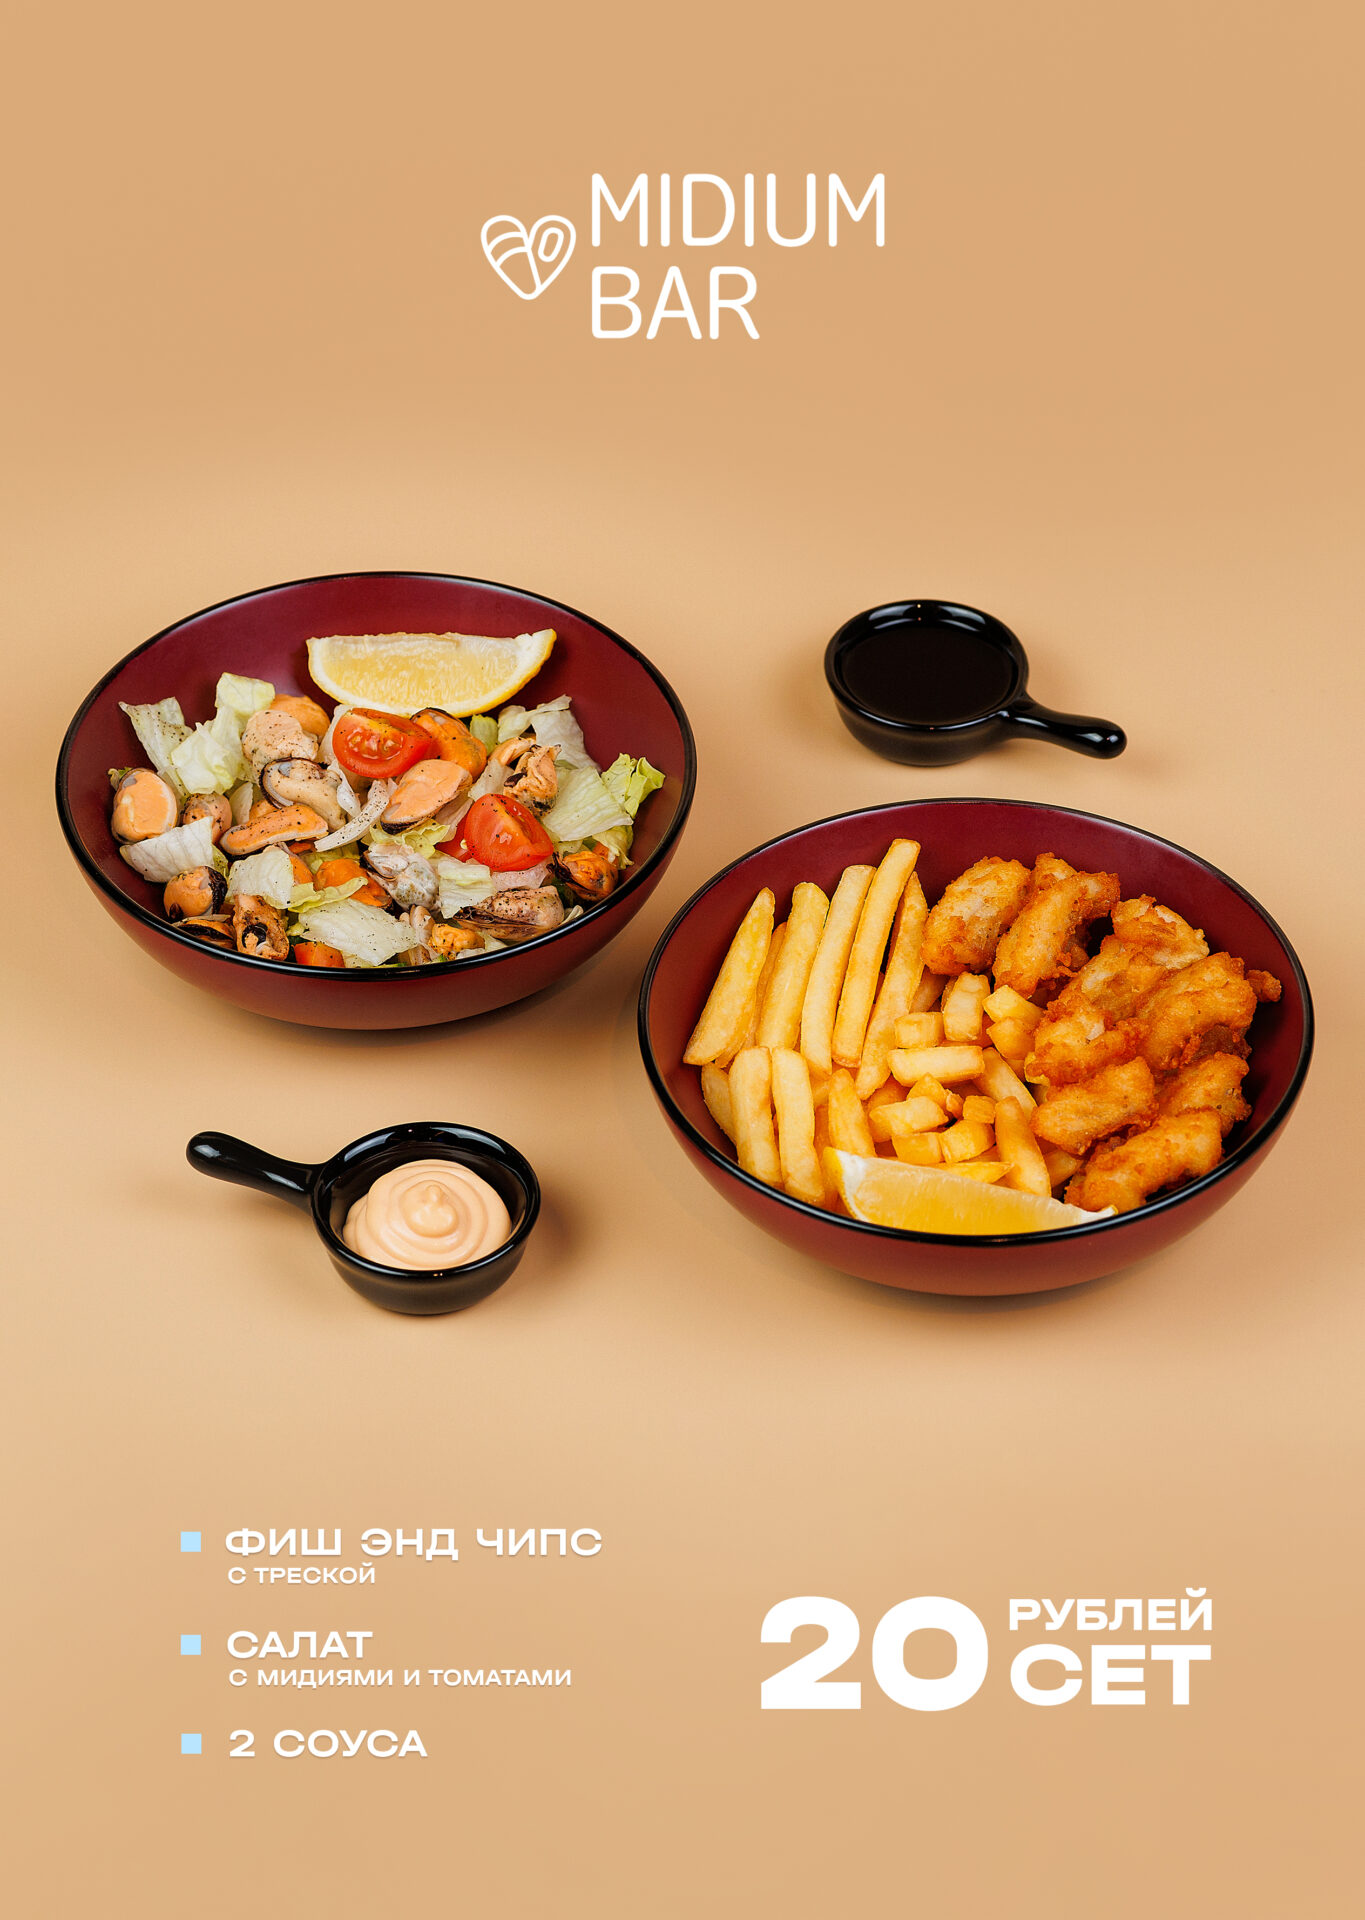 MIDIUM
BAR
ФИШ ЭНД ЧИПС
С ТРЕСКОЙ
САЛАТ
С МИДИЯМИ И ТОМАТАМИ
2 СОУСА
20 РУБЛЕЙ
СЕТ